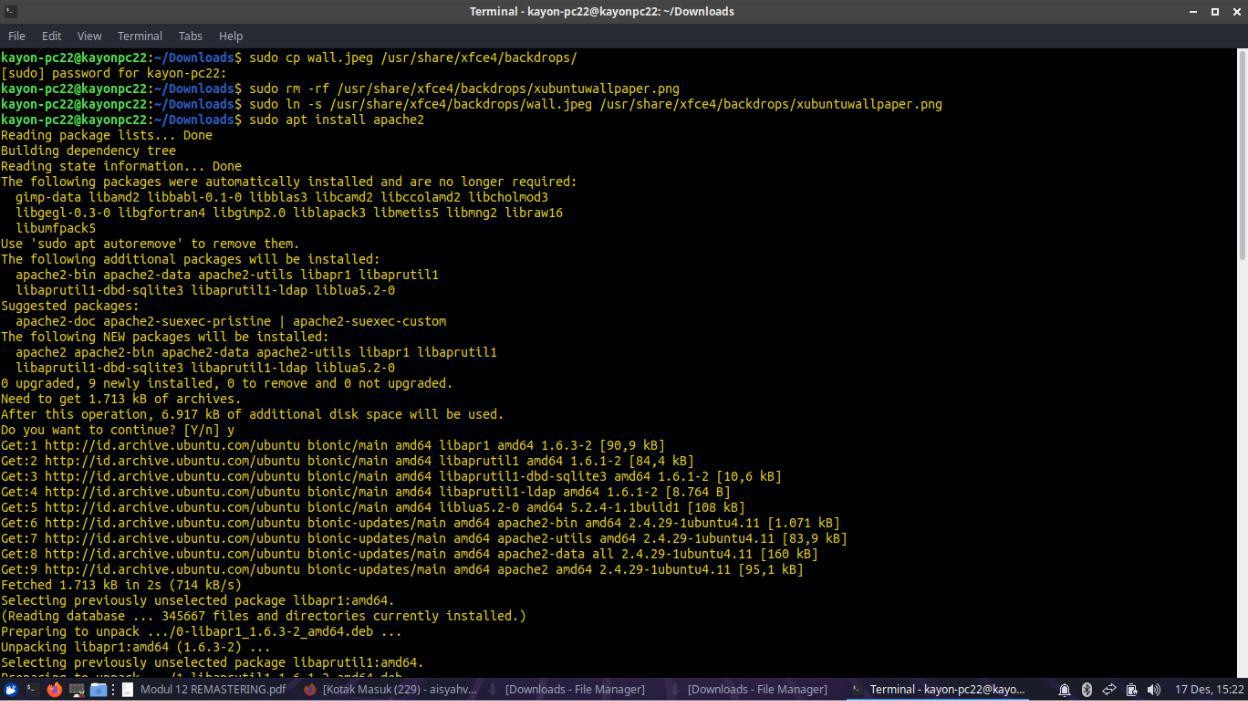 Terminal - kayon-pc22@kayonpc22: ~/Downloads
File Edit View Terminal Tabs Help
kayon-pc22@kayonpc22:~/Downloads$ sudo cp wall.jpeg /usr/share/xfce4/backdrops/
[sudo] password for kayon-pc22:
kayon-pc22@kayonpc22:~/Downloads$ sudo rm -rf /usr/share/xfce4/backdrops/xubuntuwallpaper.png
kayon-pc22@kayonpc22:~/Downloads$ sudo ln -s /usr/share/xfce4/backdrops/wall.jpeg /usr/share/xfce4/backdrops/xubuntuwallpaper.png
kayon-pc22@kayonpc22:~/Downloads$ sudo apt install apache2
Reading package lists... Done
Building dependency tree
Reading state information... Done
The following packages were automatically installed and are no longer required:
  gimp-data libamd2 libbabl-0.1-0 libblas3 libcamd2 libccolamd2 libcholmod3
  libgegl-0.3-0 libgfortran4 libgimp2.0 liblapack3 libmetis5 libmng2 libraw16
  libumfpack5
Use 'sudo apt autoremove' to remove them.
The following additional packages will be installed:
  apache2-bin apache2-data apache2-utils libapr1 libaprutil1
  libaprutil1-dbd-sqlite3 libaprutil1-ldap liblua5.2-0
Suggested packages:
  apache2-doc apache2-suexec-pristine | apache2-suexec-custom
The following NEW packages will be installed:
  apache2 apache2-bin apache2-data apache2-utils libapr1 libaprutil1
  libaprutil1-dbd-sqlite3 libaprutil1-ldap liblua5.2-0
0 upgraded, 9 newly installed, 0 to remove and 0 not upgraded.
Need to get 1.713 kB of archives.
After this operation, 6.917 kB of additional disk space will be used.
Do you want to continue? [Y/n] y
Get:1 http://id.archive.ubuntu.com/ubuntu bionic/main amd64 libapr1 amd64 1.6.3-2 [90,9 kB]
Get:2 http://id.archive.ubuntu.com/ubuntu bionic/main amd64 libaprutil1 amd64 1.6.1-2 [84,4 kB]
Get:3 http://id.archive.ubuntu.com/ubuntu bionic/main amd64 libaprutil1-dbd-sqlite3 amd64 1.6.1-2 [10,6 kB]
Get:4 http://id.archive.ubuntu.com/ubuntu bionic/main amd64 libaprutil1-ldap amd64 1.6.1-2 [8.764 B]
Get:5 http://id.archive.ubuntu.com/ubuntu bionic/main amd64 liblua5.2-0 amd64 5.2.4-1.1build1 [108 kB]
Get:6 http://id.archive.ubuntu.com/ubuntu bionic-updates/main amd64 apache2-bin amd64 2.4.29-1ubuntu4.11 [1.071 kB]
Get:7 http://id.archive.ubuntu.com/ubuntu bionic-updates/main amd64 apache2-utils amd64 2.4.29-1ubuntu4.11 [83,9 kB]
Get:8 http://id.archive.ubuntu.com/ubuntu bionic-updates/main amd64 apache2-data all 2.4.29-1ubuntu4.11 [160 kB]
Get:9 http://id.archive.ubuntu.com/ubuntu bionic-updates/main amd64 apache2 amd64 2.4.29-1ubuntu4.11 [95,1 kB]
Fetched 1.713 kB in 2s (714 kB/s)
Selecting previously unselected package libapr1:amd64.
(Reading database ... 345667 files and directories currently installed.)
Preparing to unpack .../0-libapr1_1.6.3-2_amd64.deb ...
Unpacking libapr1:amd64 (1.6.3-2) ...
Selecting previously unselected package libaprutil1:amd64.
Modul 12 REMASTERING.pdf [Kotak Masuk (229) - aisyahv... [Downloads - File Manager] [Downloads - File Manager] Terminal - kayon-pc22@kayo... 17 Des, 15:22